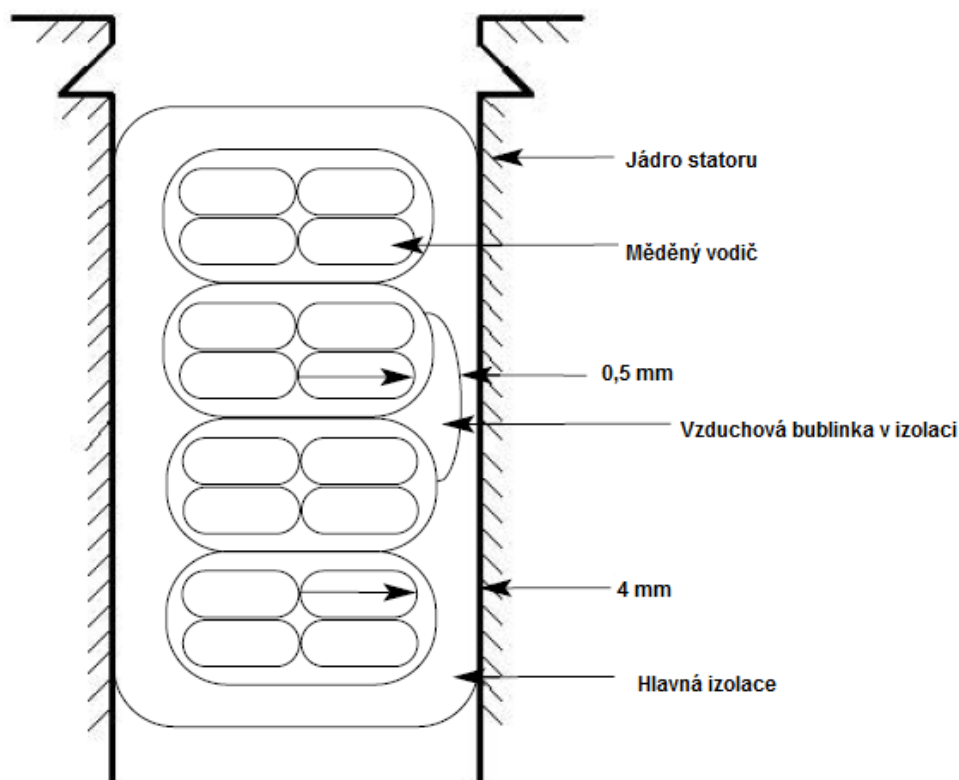 Jádro statoru
Měděný vodič
0,5 mm
Vzduchová bublinka v izolaci
4 mm
Hlavná izolace